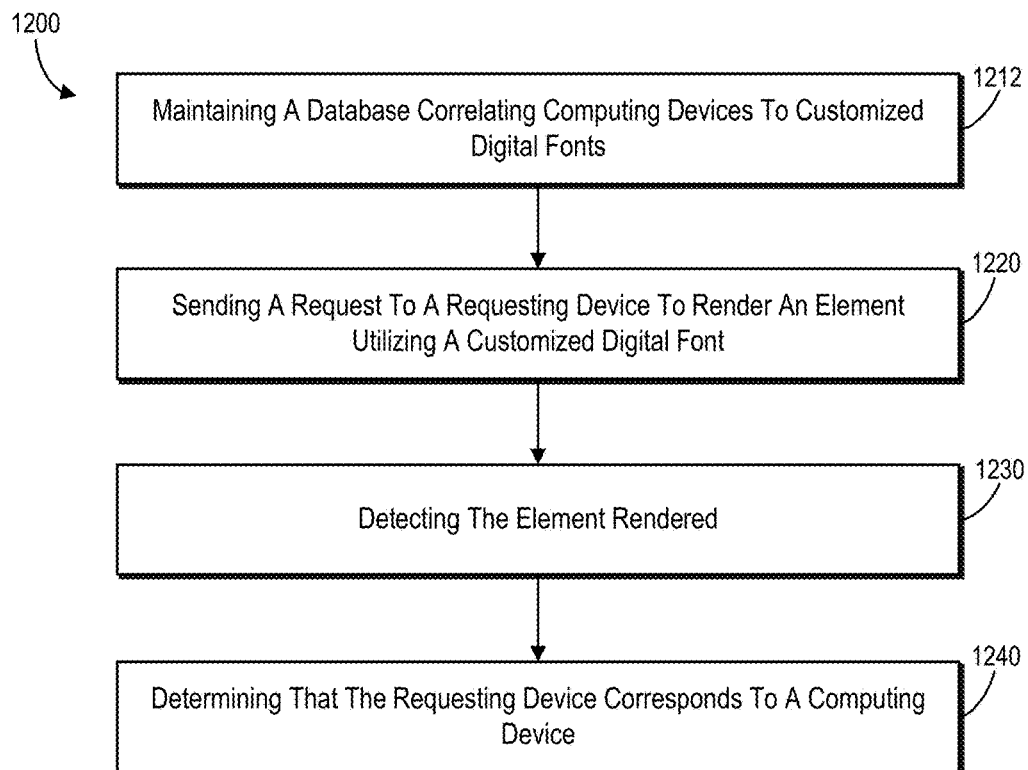 1200
1212
Maintaining A Database Correlating Computing Devices To Customized
Digital Fonts
1220
Sending A Request To A Requesting Device To Render An Element
Utilizing A Customized Digital Font
1230
Detecting The Element Rendered
1240
Determining That The Requesting Device Corresponds To A Computing
Device